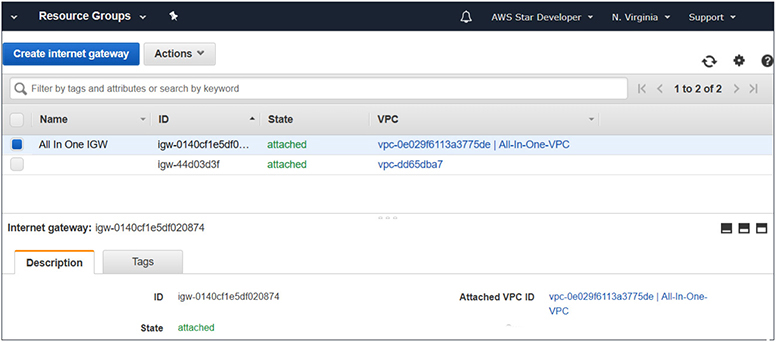 Resource Groups AWS Star Developer N. Virginia Support
Create internet gateway Actions
Filter by tags and attributes or search by keyword 1 to 2 of 2
Name ID State VPC
All In One IGW igw-0140cf1e5df0... attached vpc-0e029f6113a3775de | All-In-One-VPC
igw-44d03d3f attached vpc-dd65dba7
Internet gateway: igw-0140cf1e5df020874
Description Tags
ID igw-0140cf1e5df020874 Attached VPC ID vpc-0e029f6113a3775de | All-In-One-
VPC
State attached